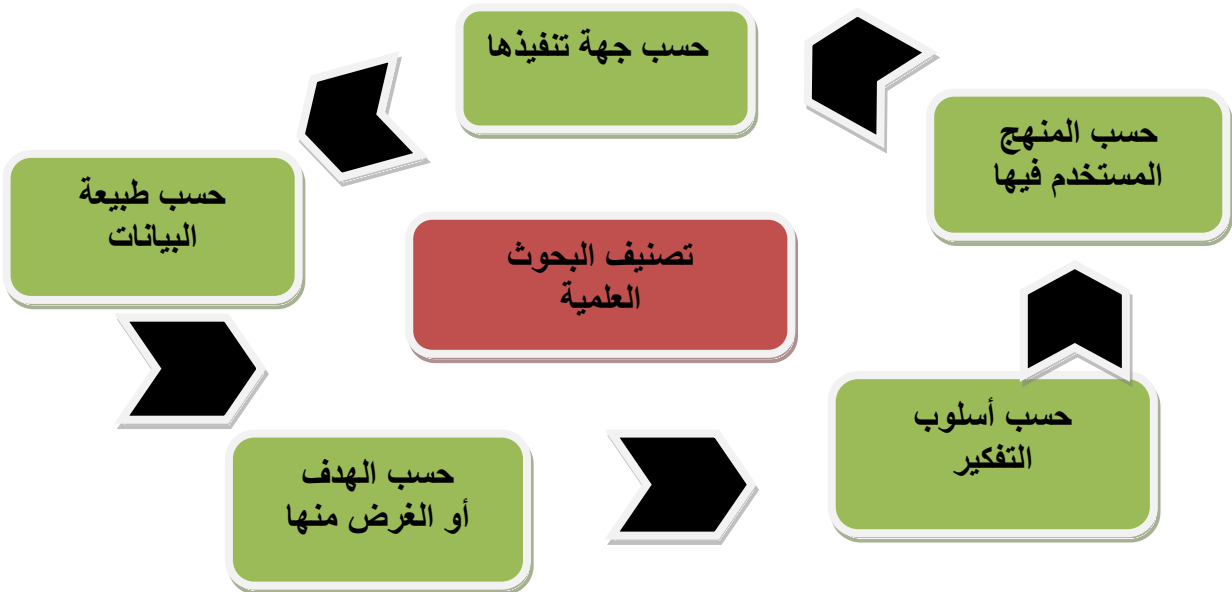 حسب جهة تنفيذها
حسب المنهج
المستخدم فيها
حسب طبيعة
البيانات
تصنيف البحوث
العلمية
حسب أسلوب
التفكير
حسب الهدف
أو الغرض منها